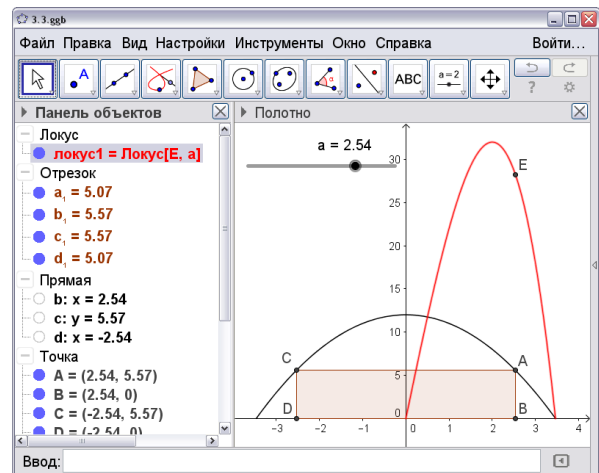 3.3.ggb
Файл Правка Вид Настройки Инструменты Окно Справка Войти...
A ABC a=2 α ?
Панель объектов
Локус
локус1 = Локус[E, a]
Отрезок
a₁ = 5.07
b₁ = 5.57
c₁ = 5.57
d₁ = 5.07
Прямая
b: x = 2.54
c: y = 5.57
d: x = -2.54
Точка
A = (2.54, 5.57)
B = (2.54, 0)
C = (-2.54, 5.57)
D = (-2.54, 0)
Полотно
a = 2.54
30
E
25
20
15
10
C A
5
D 0 B
−3 −2 −1 0 1 2 3 4
Ввод: